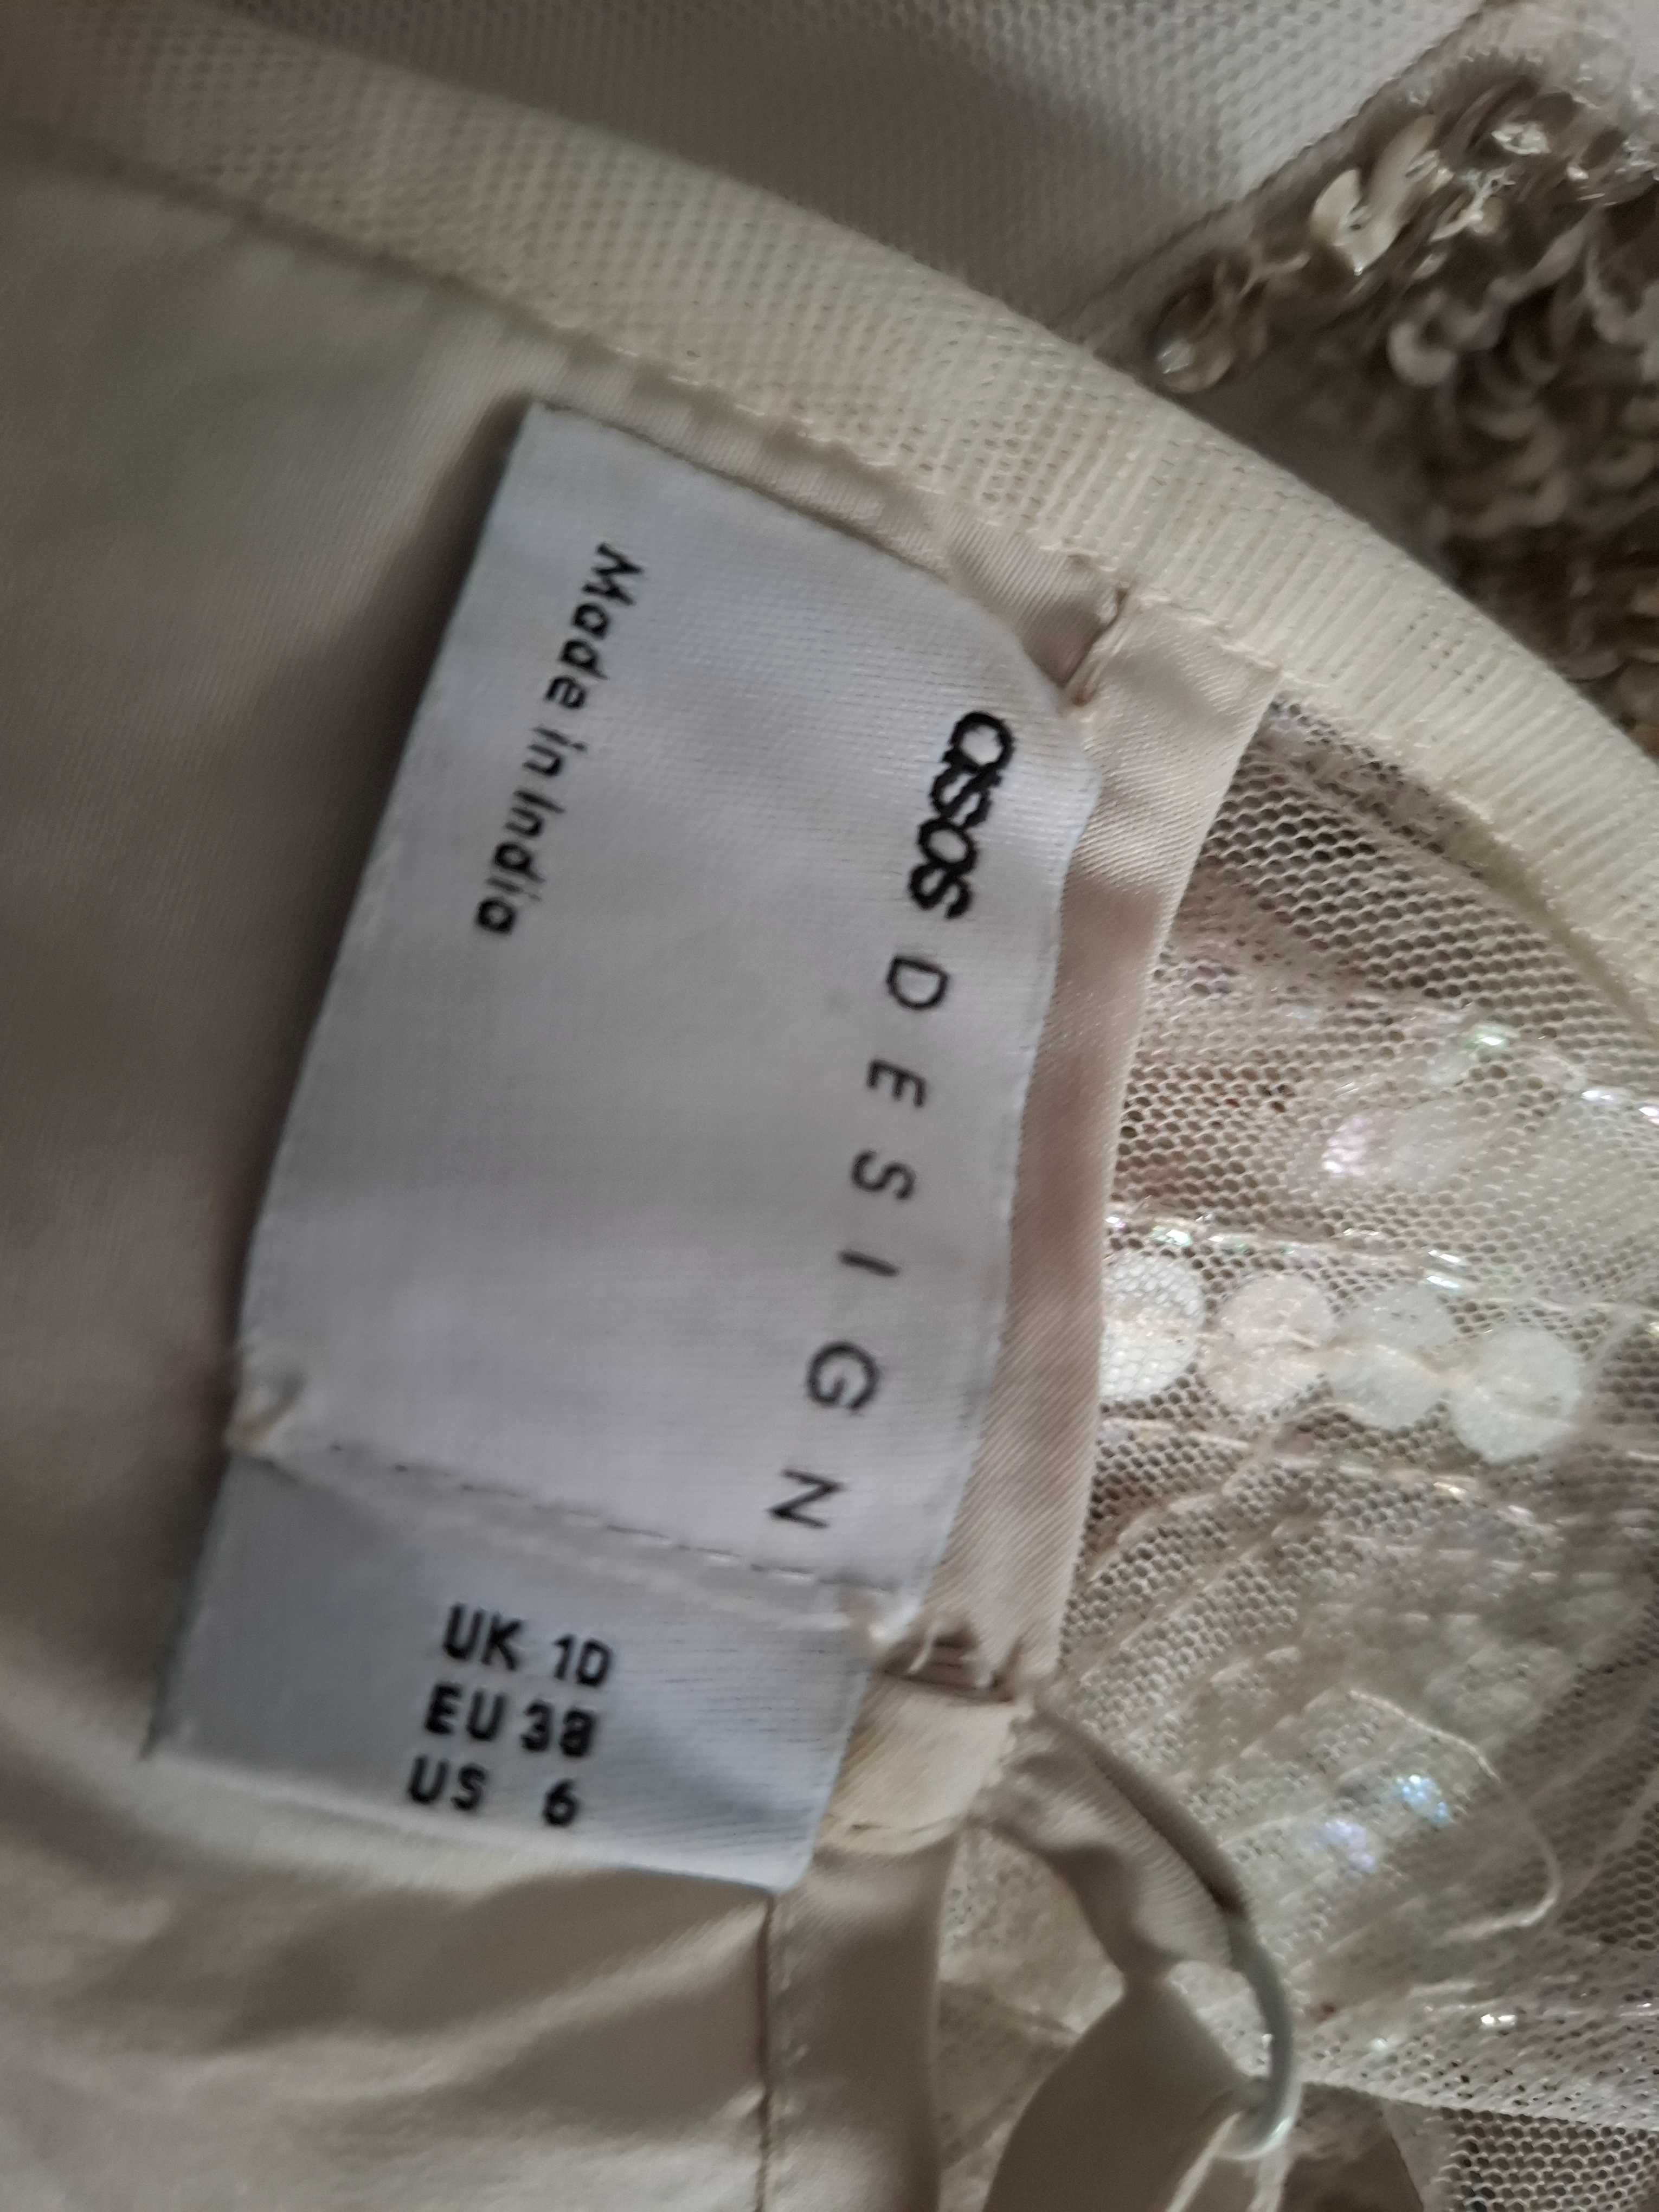 asos DESIGN
Made in India
UK 10
EU 38
US 6